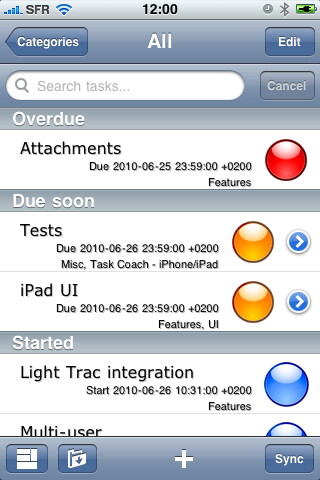 SFR 12:00
Categories All Edit
Search tasks... Cancel
Overdue
Attachments
Due 2010-06-25 23:59:00 +0200
Features
Due soon
Tests
Due 2010-06-26 23:59:00 +0200
Misc, Task Coach - iPhone/iPad
iPad UI
Due 2010-06-26 23:59:00 +0200
Features, UI
Started
Light Trac integration
Start 2010-06-26 10:31:00 +0200
Features
Multi-user
Sync